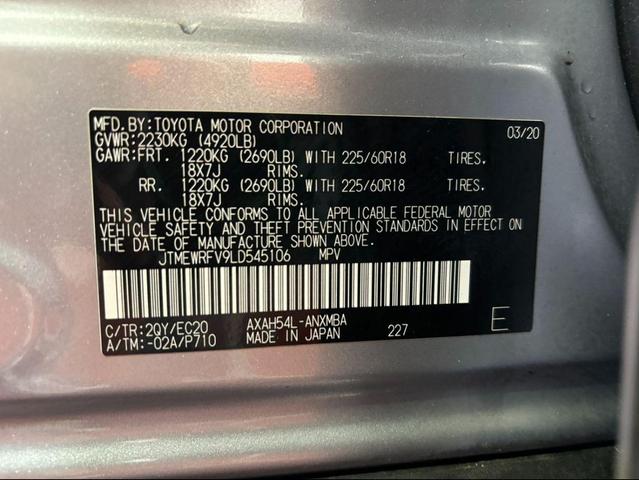 MFD.BY:TOYOTA MOTOR CORPORATION 03/20
GVWR:2230KG (4920LB)
GAWR:FRT. 1220KG (2690LB) WITH 225/60R18 TIRES.
18X7J RIMS.
RR. 1220KG (2690LB) WITH 225/60R18 TIRES.
18X7J RIMS.
THIS VEHICLE CONFORMS TO ALL APPLICABLE FEDERAL MOTOR
VEHICLE SAFETY AND THEFT PREVENTION STANDARDS IN EFFECT ON
THE DATE OF MANUFACTURE SHOWN ABOVE.
JTMEWRFV9LD545106 MPV
C/TR:2QY/EC20 AXAH54L-ANXMBA
A/TM:-02A/P710 MADE IN JAPAN 227 E